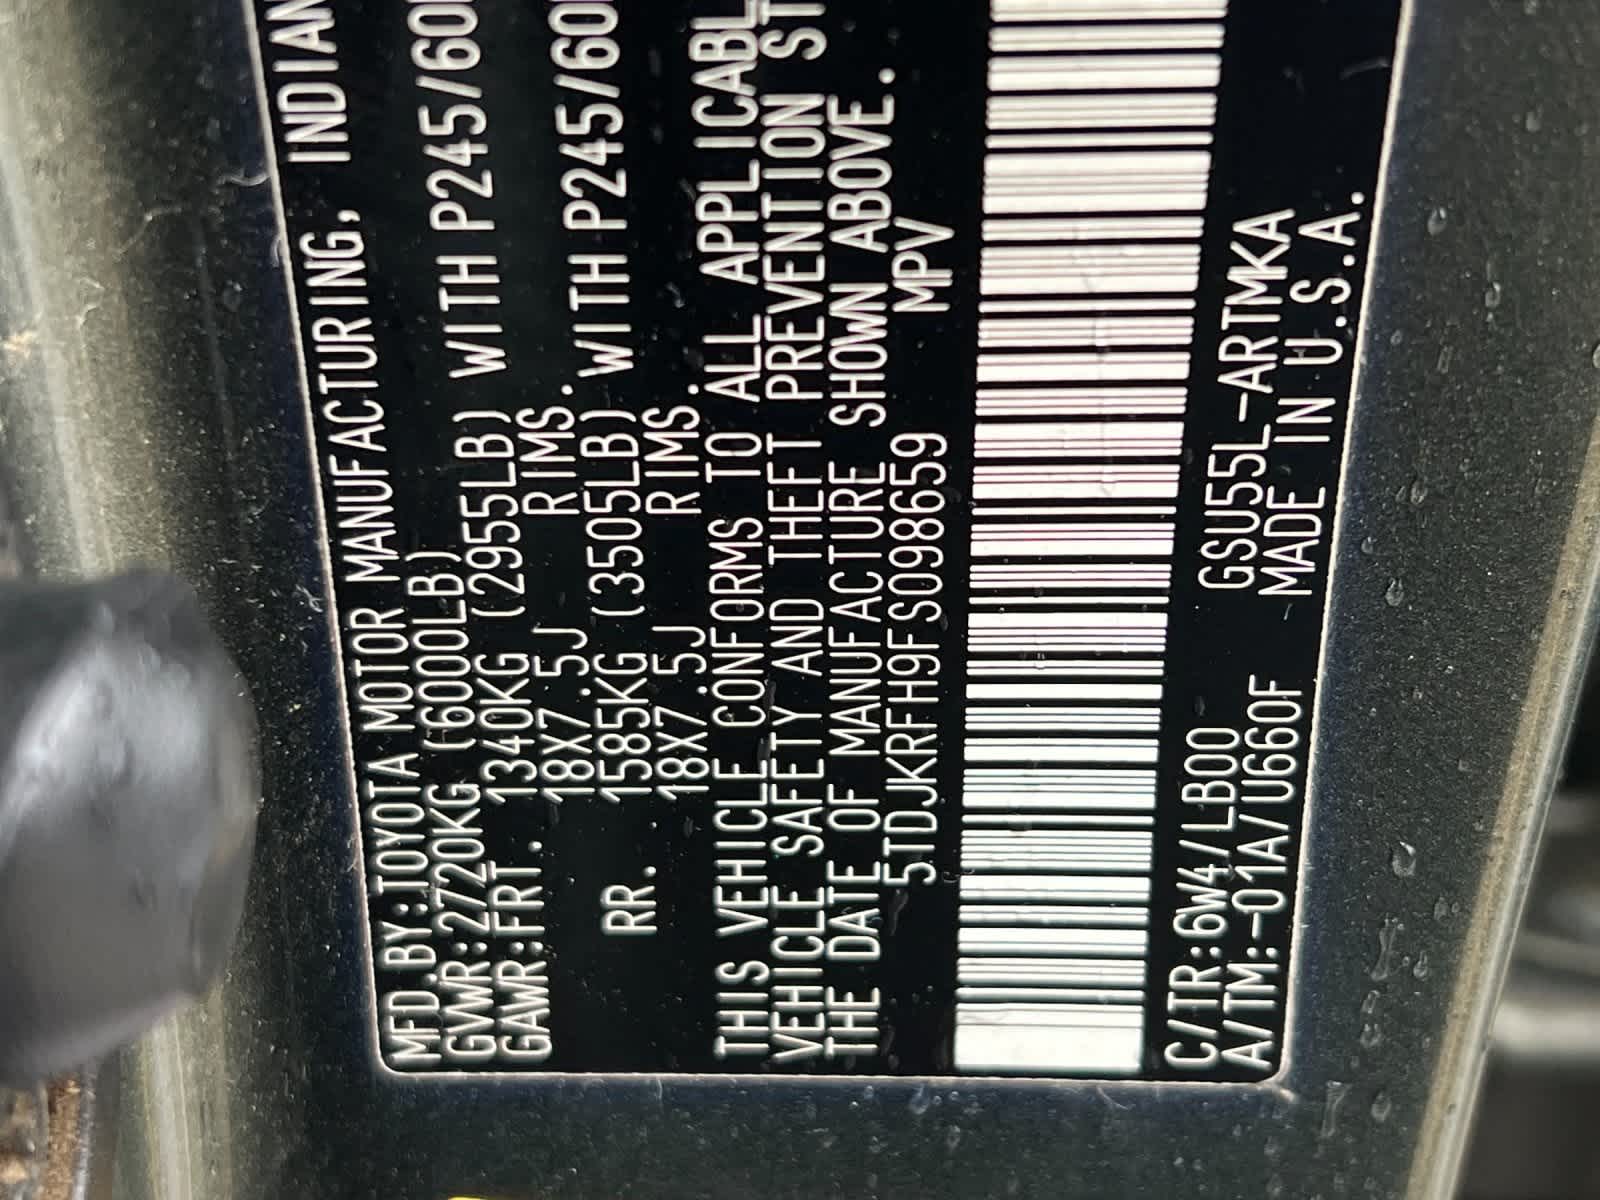 MFD.BY:TOYOTA MOTOR MANUFACTURING, INDIAN
GVWR:2720KG (6000LB)
GAWR:FRT. 1340KG (2955LB) WITH P245/60
18X7.5J RIMS.
RR. 1585KG (3505LB) WITH P245/60
18X7.5J RIMS.
THIS VEHICLE CONFORMS TO ALL APPLICABL
VEHICLE SAFETY AND THEFT PREVENTION ST
THE DATE OF MANUFACTURE SHOWN ABOVE.
5TDJKRFH9FS098659 MPV
C/TR:6W4/LB00 GSU55L-ARTMKA
A/TM:-01A/U660F MADE IN U.S.A.